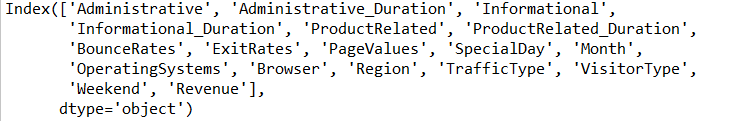 Index(['Administrative', 'Administrative_Duration', 'Informational',
'Informational_Duration', 'ProductRelated', 'ProductRelated_Duration',
'BounceRates', 'ExitRates', 'PageValues', 'SpecialDay', 'Month',
'OperatingSystems', 'Browser', 'Region', 'TrafficType', 'VisitorType',
'Weekend', 'Revenue'],
dtype='object')